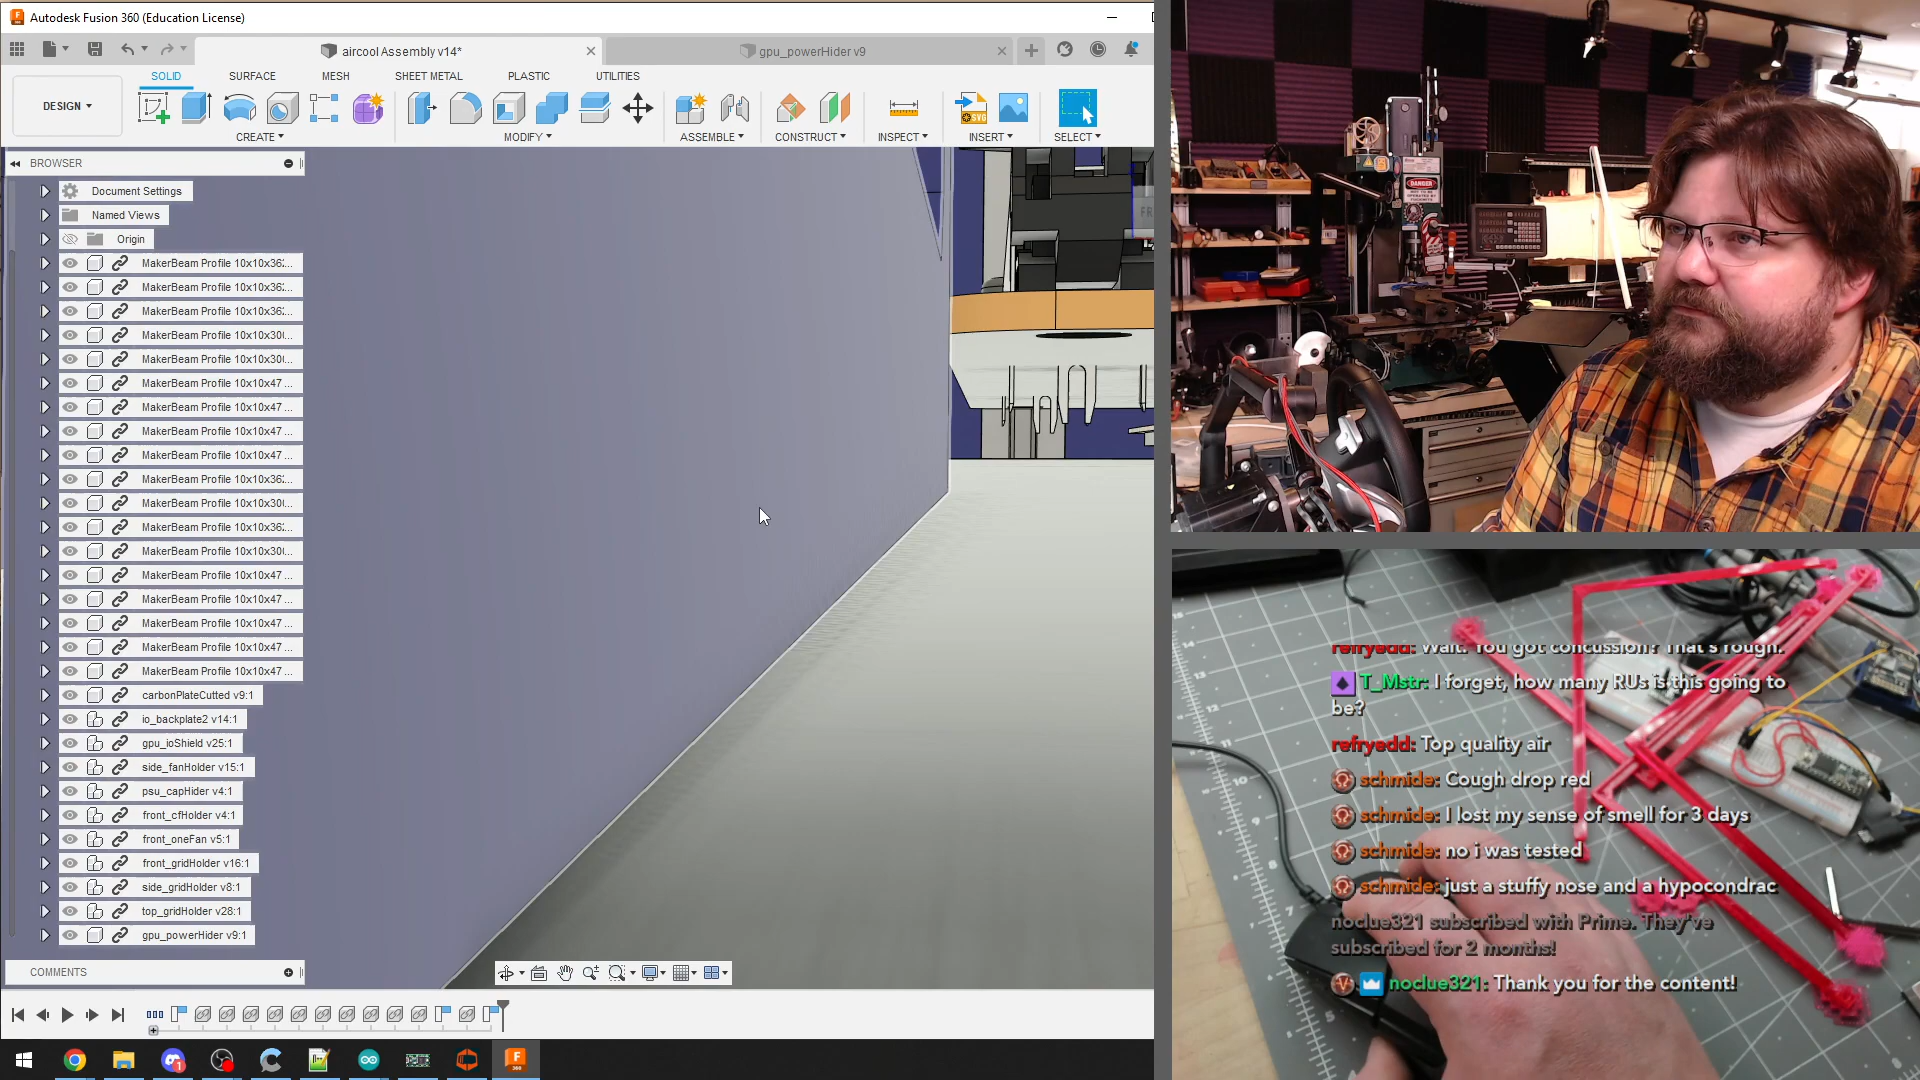 Autodesk Fusion 360 (Education License)
aircool Assembly v14*
gpu_powerHider v9
DESIGN
SOLID
SURFACE
MESH
SHEET METAL
PLASTIC
UTILITIES
CREATE
MODIFY
ASSEMBLE
CONSTRUCT
INSPECT
INSERT
SELECT
BROWSER
Document Settings
Named Views
Origin
MakerBeam Profile 10x10x36:...
MakerBeam Profile 10x10x36:...
MakerBeam Profile 10x10x36:...
MakerBeam Profile 10x10x30(...
MakerBeam Profile 10x10x30(...
MakerBeam Profile 10x10x47 ...
MakerBeam Profile 10x10x47 ...
MakerBeam Profile 10x10x47 ...
MakerBeam Profile 10x10x47 ...
MakerBeam Profile 10x10x36:...
MakerBeam Profile 10x10x30(...
MakerBeam Profile 10x10x36:...
MakerBeam Profile 10x10x30(...
MakerBeam Profile 10x10x47 ...
MakerBeam Profile 10x10x47 ...
MakerBeam Profile 10x10x47 ...
MakerBeam Profile 10x10x47 ...
MakerBeam Profile 10x10x47 ...
carbonPlateCutted v9:1
io_backplate2 v14:1
gpu_ioShield v25:1
side_fanHolder v15:1
psu_capHider v4:1
front_cfHolder v4:1
front_oneFan v5:1
front_gridHolder v16:1
side_gridHolder v8:1
top_gridHolder v28:1
gpu_powerHider v9:1
COMMENTS
FR
DANGER
refryedd: Wait. You got concussion? That's rough.
T_Mstr: I forget, how many RUs is this going to
be?
refryedd: Top quality air
schmide: Cough drop red
schmide: I lost my sense of smell for 3 days
schmide: no i was tested
schmide: just a stuffy nose and a hypocondrac
noclue321 subscribed with Prime. They've
subscribed for 2 months!
noclue321: Thank you for the content!